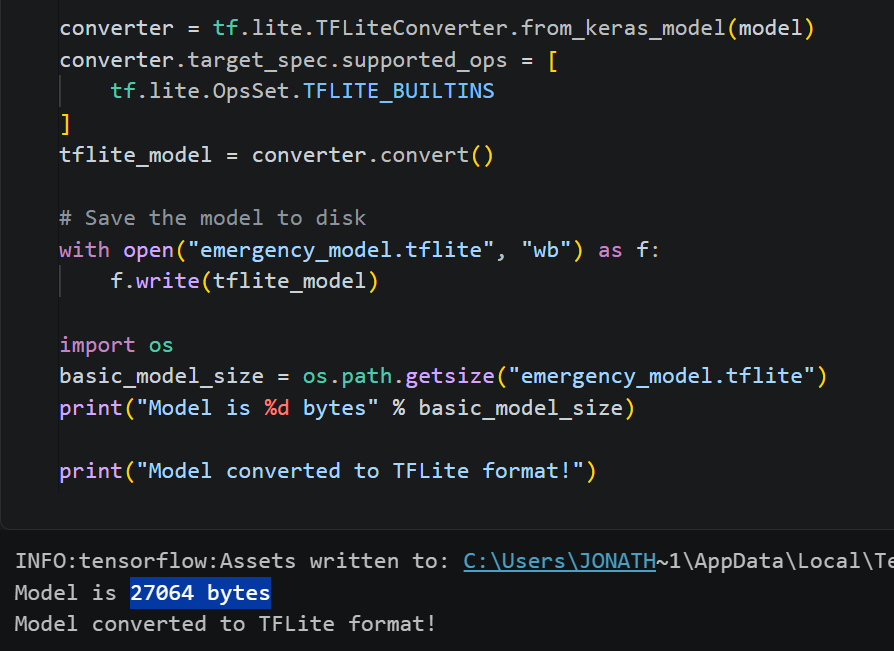 converter = tf.lite.TFLiteConverter.from_keras_model(model)
converter.target_spec.supported_ops = [
    tf.lite.OpsSet.TFLITE_BUILTINS
]
tflite_model = converter.convert()
# Save the model to disk
with open("emergency_model.tflite", "wb") as f:
    f.write(tflite_model)
import os
basic_model_size = os.path.getsize("emergency_model.tflite")
print("Model is %d bytes" % basic_model_size)
print("Model converted to TFLite format!")
INFO:tensorflow:Assets written to: C:\Users\JONATH~1\AppData\Local\Te
Model is 27064 bytes
Model converted to TFLite format!